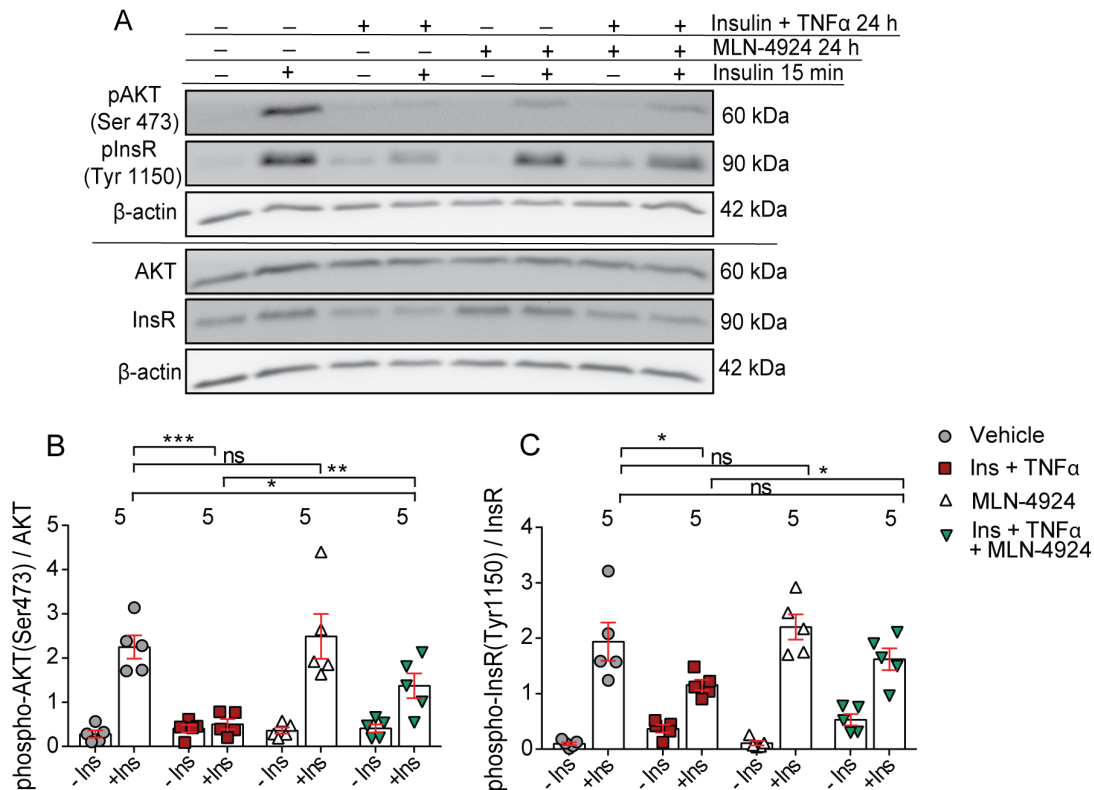 A
– – + + – – + + Insulin + TNFα 24 h
– – – – + + + + MLN-4924 24 h
– + – + – + – + Insulin 15 min
pAKT
(Ser 473)
60 kDa
pInsR
(Tyr 1150)
90 kDa
β-actin
42 kDa
AKT
60 kDa
InsR
90 kDa
β-actin
42 kDa
B
***
ns
**
*
5 5 5 5
phospho-AKT(Ser473) / AKT
5
4
3
2
1
0
- Ins +Ins - Ins +Ins - Ins +Ins - Ins +Ins
C
*
ns
*
ns
5 5 5 5
phospho-InsR(Tyr1150) / InsR
4
3
2
1
0
- Ins +Ins - Ins +Ins - Ins +Ins - Ins +Ins
Vehicle
Ins + TNFα
MLN-4924
Ins + TNFα
+ MLN-4924